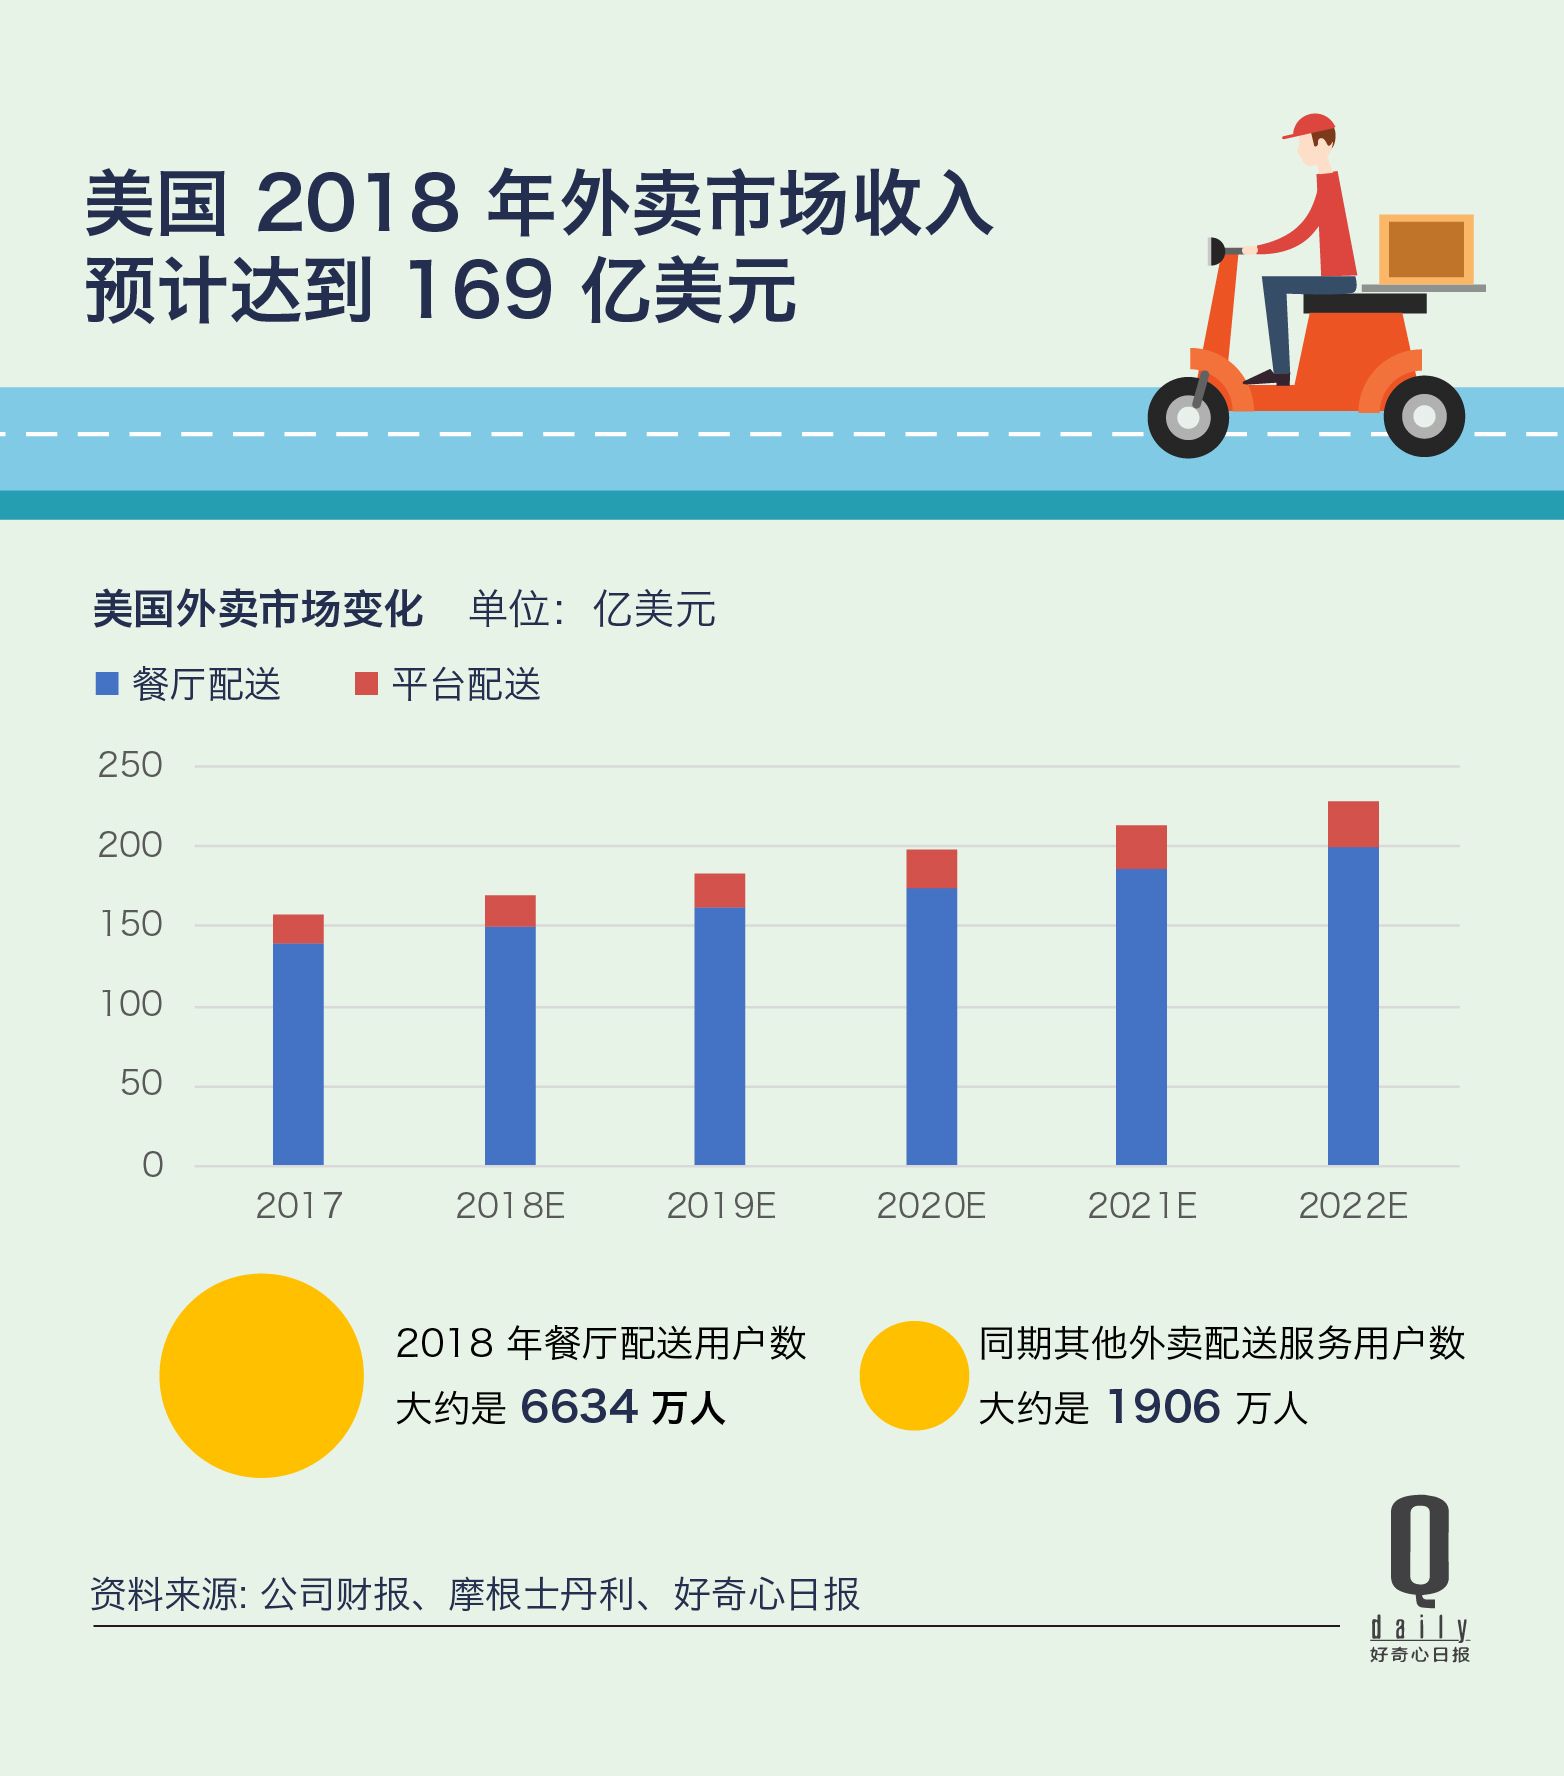 美国 2018 年外卖市场收入
预计达到 169 亿美元
美国外卖市场变化 单位：亿美元
餐厅配送 平台配送
250
200
150
100
50
0
2017 2018E 2019E 2020E 2021E 2022E
2018 年餐厅配送用户数
大约是 6634 万人
同期其他外卖配送服务用户数
大约是 1906 万人
资料来源: 公司财报、摩根士丹利、好奇心日报
Q
daily
好奇心日报